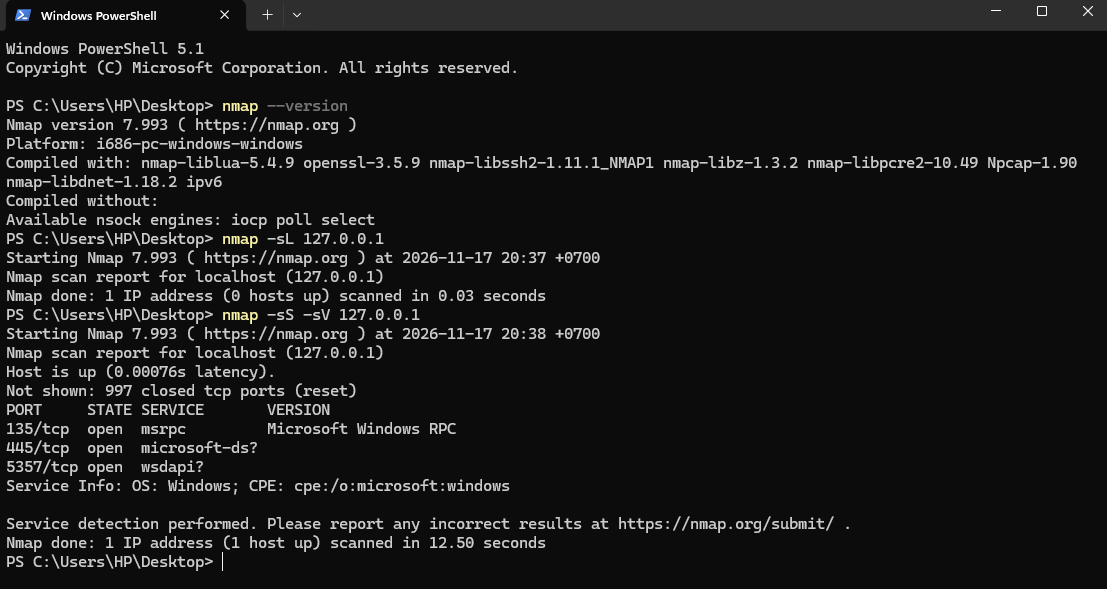 Windows PowerShell
Windows PowerShell 5.1
Copyright (C) Microsoft Corporation. All rights reserved.

PS C:\Users\HP\Desktop> nmap --version
Nmap version 7.993 ( https://nmap.org )
Platform: i686-pc-windows-windows
Compiled with: nmap-liblua-5.4.9 openssl-3.5.9 nmap-libssh2-1.11.1_NMAP1 nmap-libz-1.3.2 nmap-libpcre2-10.49 Npcap-1.90
nmap-libdnet-1.18.2 ipv6
Compiled without:
Available nsock engines: iocp poll select
PS C:\Users\HP\Desktop> nmap -sL 127.0.0.1
Starting Nmap 7.993 ( https://nmap.org ) at 2026-11-17 20:37 +0700
Nmap scan report for localhost (127.0.0.1)
Nmap done: 1 IP address (0 hosts up) scanned in 0.03 seconds
PS C:\Users\HP\Desktop> nmap -sS -sV 127.0.0.1
Starting Nmap 7.993 ( https://nmap.org ) at 2026-11-17 20:38 +0700
Nmap scan report for localhost (127.0.0.1)
Host is up (0.00076s latency).
Not shown: 997 closed tcp ports (reset)
PORT     STATE SERVICE       VERSION
135/tcp  open  msrpc         Microsoft Windows RPC
445/tcp  open  microsoft-ds?
5357/tcp open  wsdapi?
Service Info: OS: Windows; CPE: cpe:/o:microsoft:windows

Service detection performed. Please report any incorrect results at https://nmap.org/submit/ .
Nmap done: 1 IP address (1 host up) scanned in 12.50 seconds
PS C:\Users\HP\Desktop>